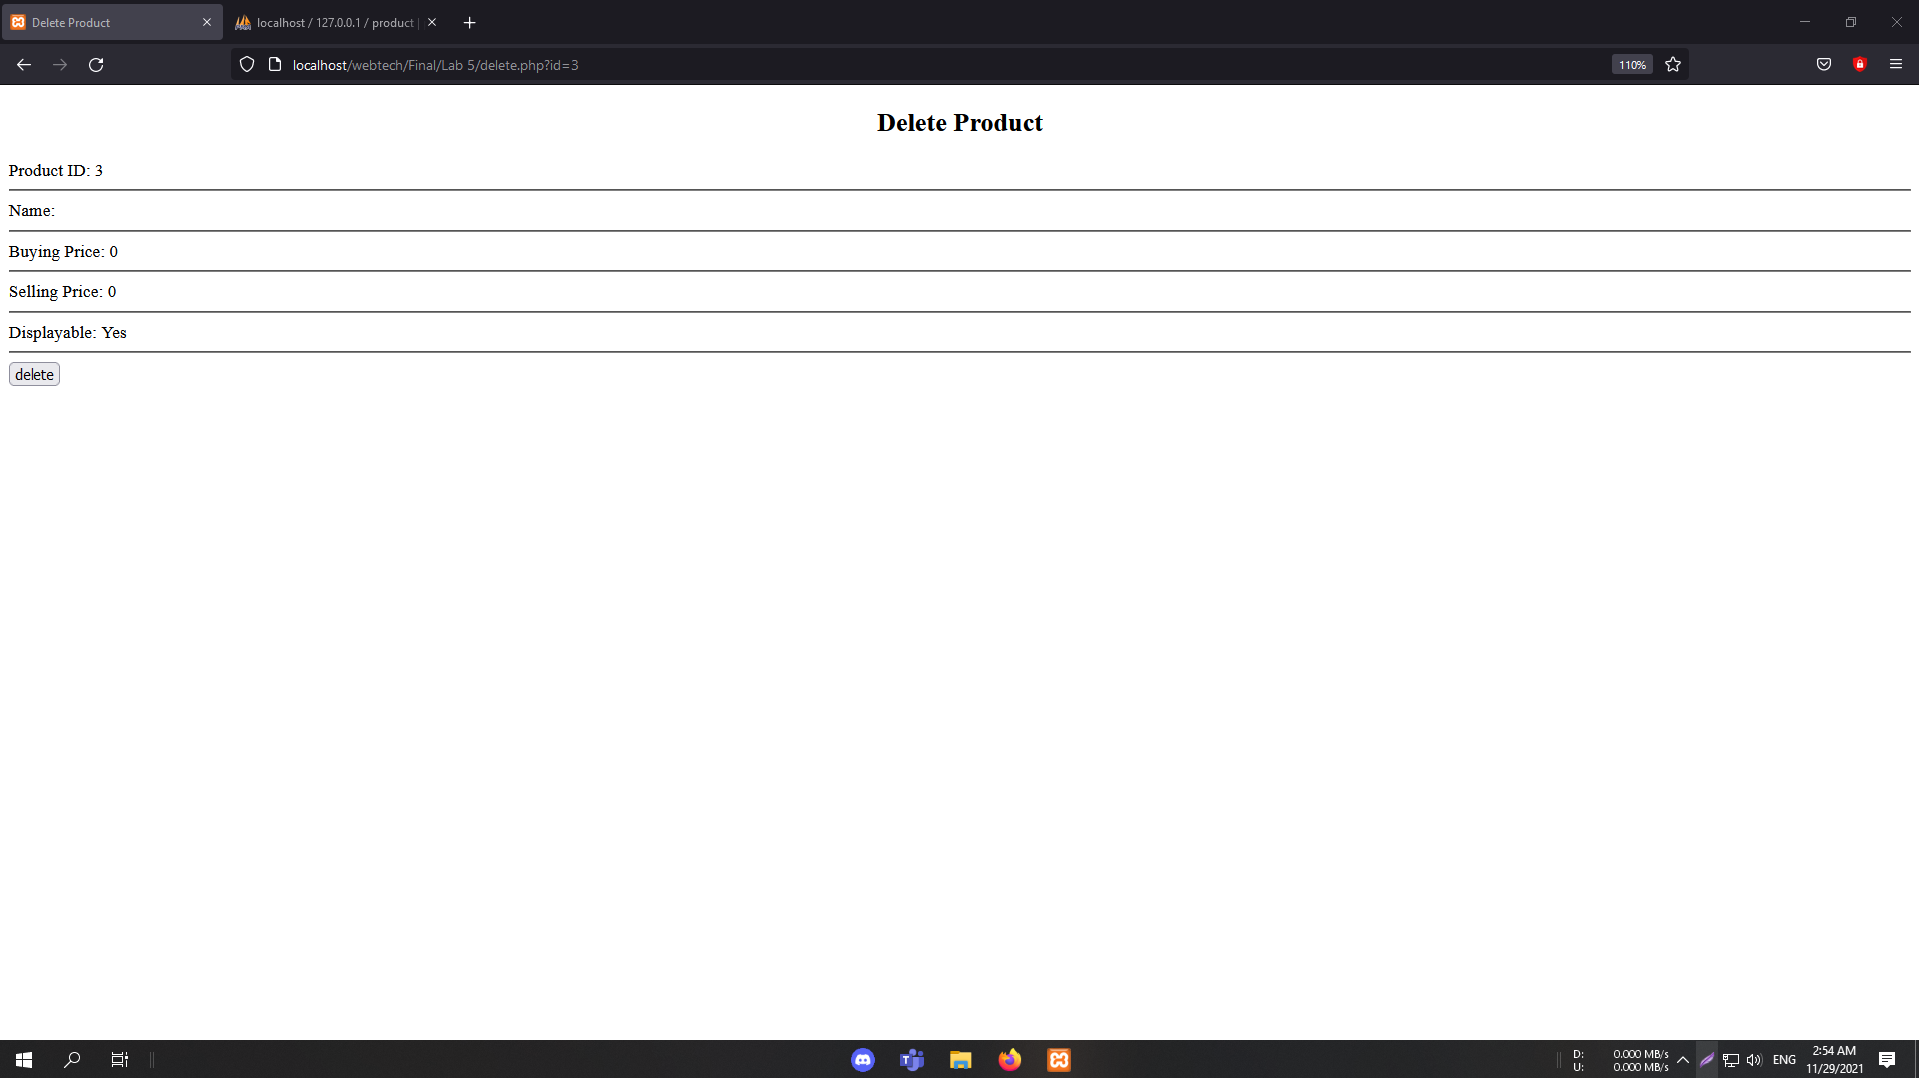 Delete Product
localhost / 127.0.0.1 / product |
localhost/webtech/Final/Lab 5/delete.php?id=3
110%
Delete Product
Product ID: 3
Name:
Buying Price: 0
Selling Price: 0
Displayable: Yes
delete
D: 0.000 MB/s
U: 0.000 MB/s
ENG
2:54 AM
11/29/2021